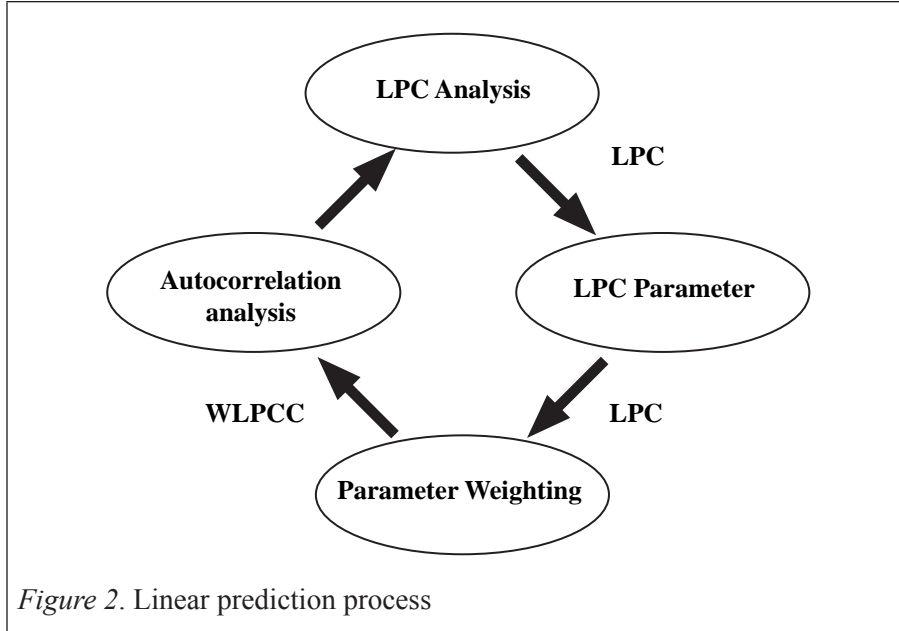 LPC Analysis
LPC
Autocorrelation
analysis
LPC Parameter
WLPCC
LPC
Parameter Weighting
Figure 2. Linear prediction process